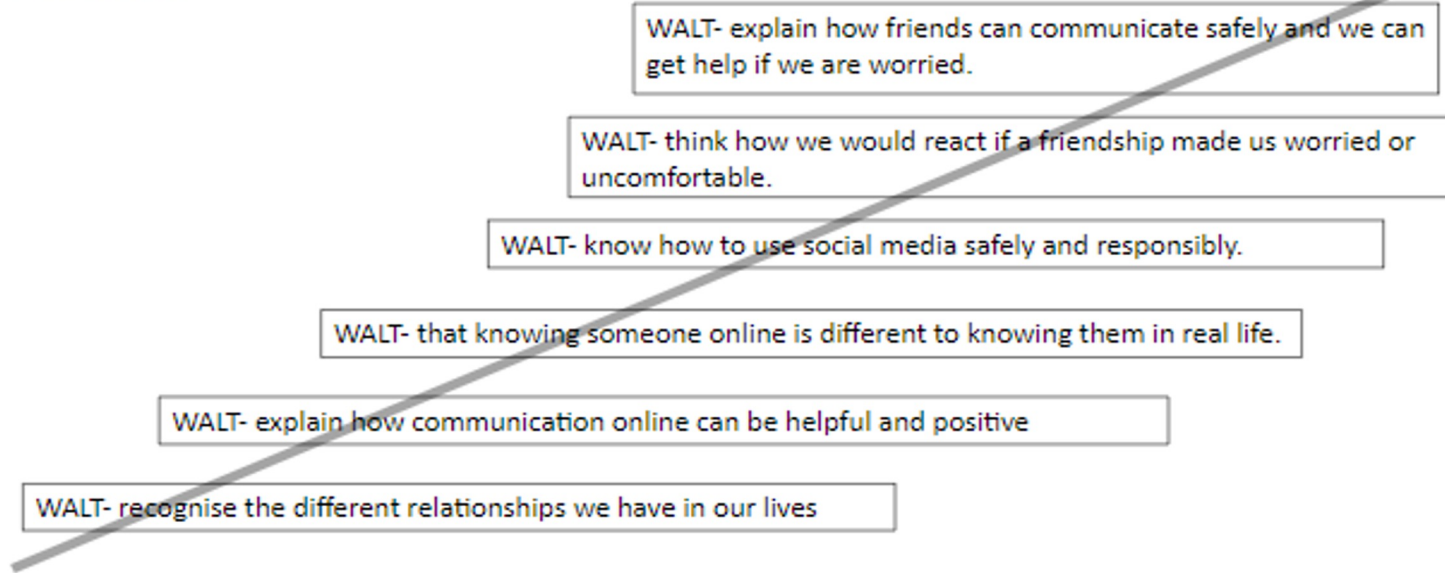 WALT- explain how friends can communicate safely and we can
get help if we are worried.
WALT- think how we would react if a friendship made us worried or
uncomfortable.
WALT- know how to use social media safely and responsibly.
WALT- that knowing someone online is different to knowing them in real life.
WALT- explain how communication online can be helpful and positive
WALT- recognise the different relationships we have in our lives